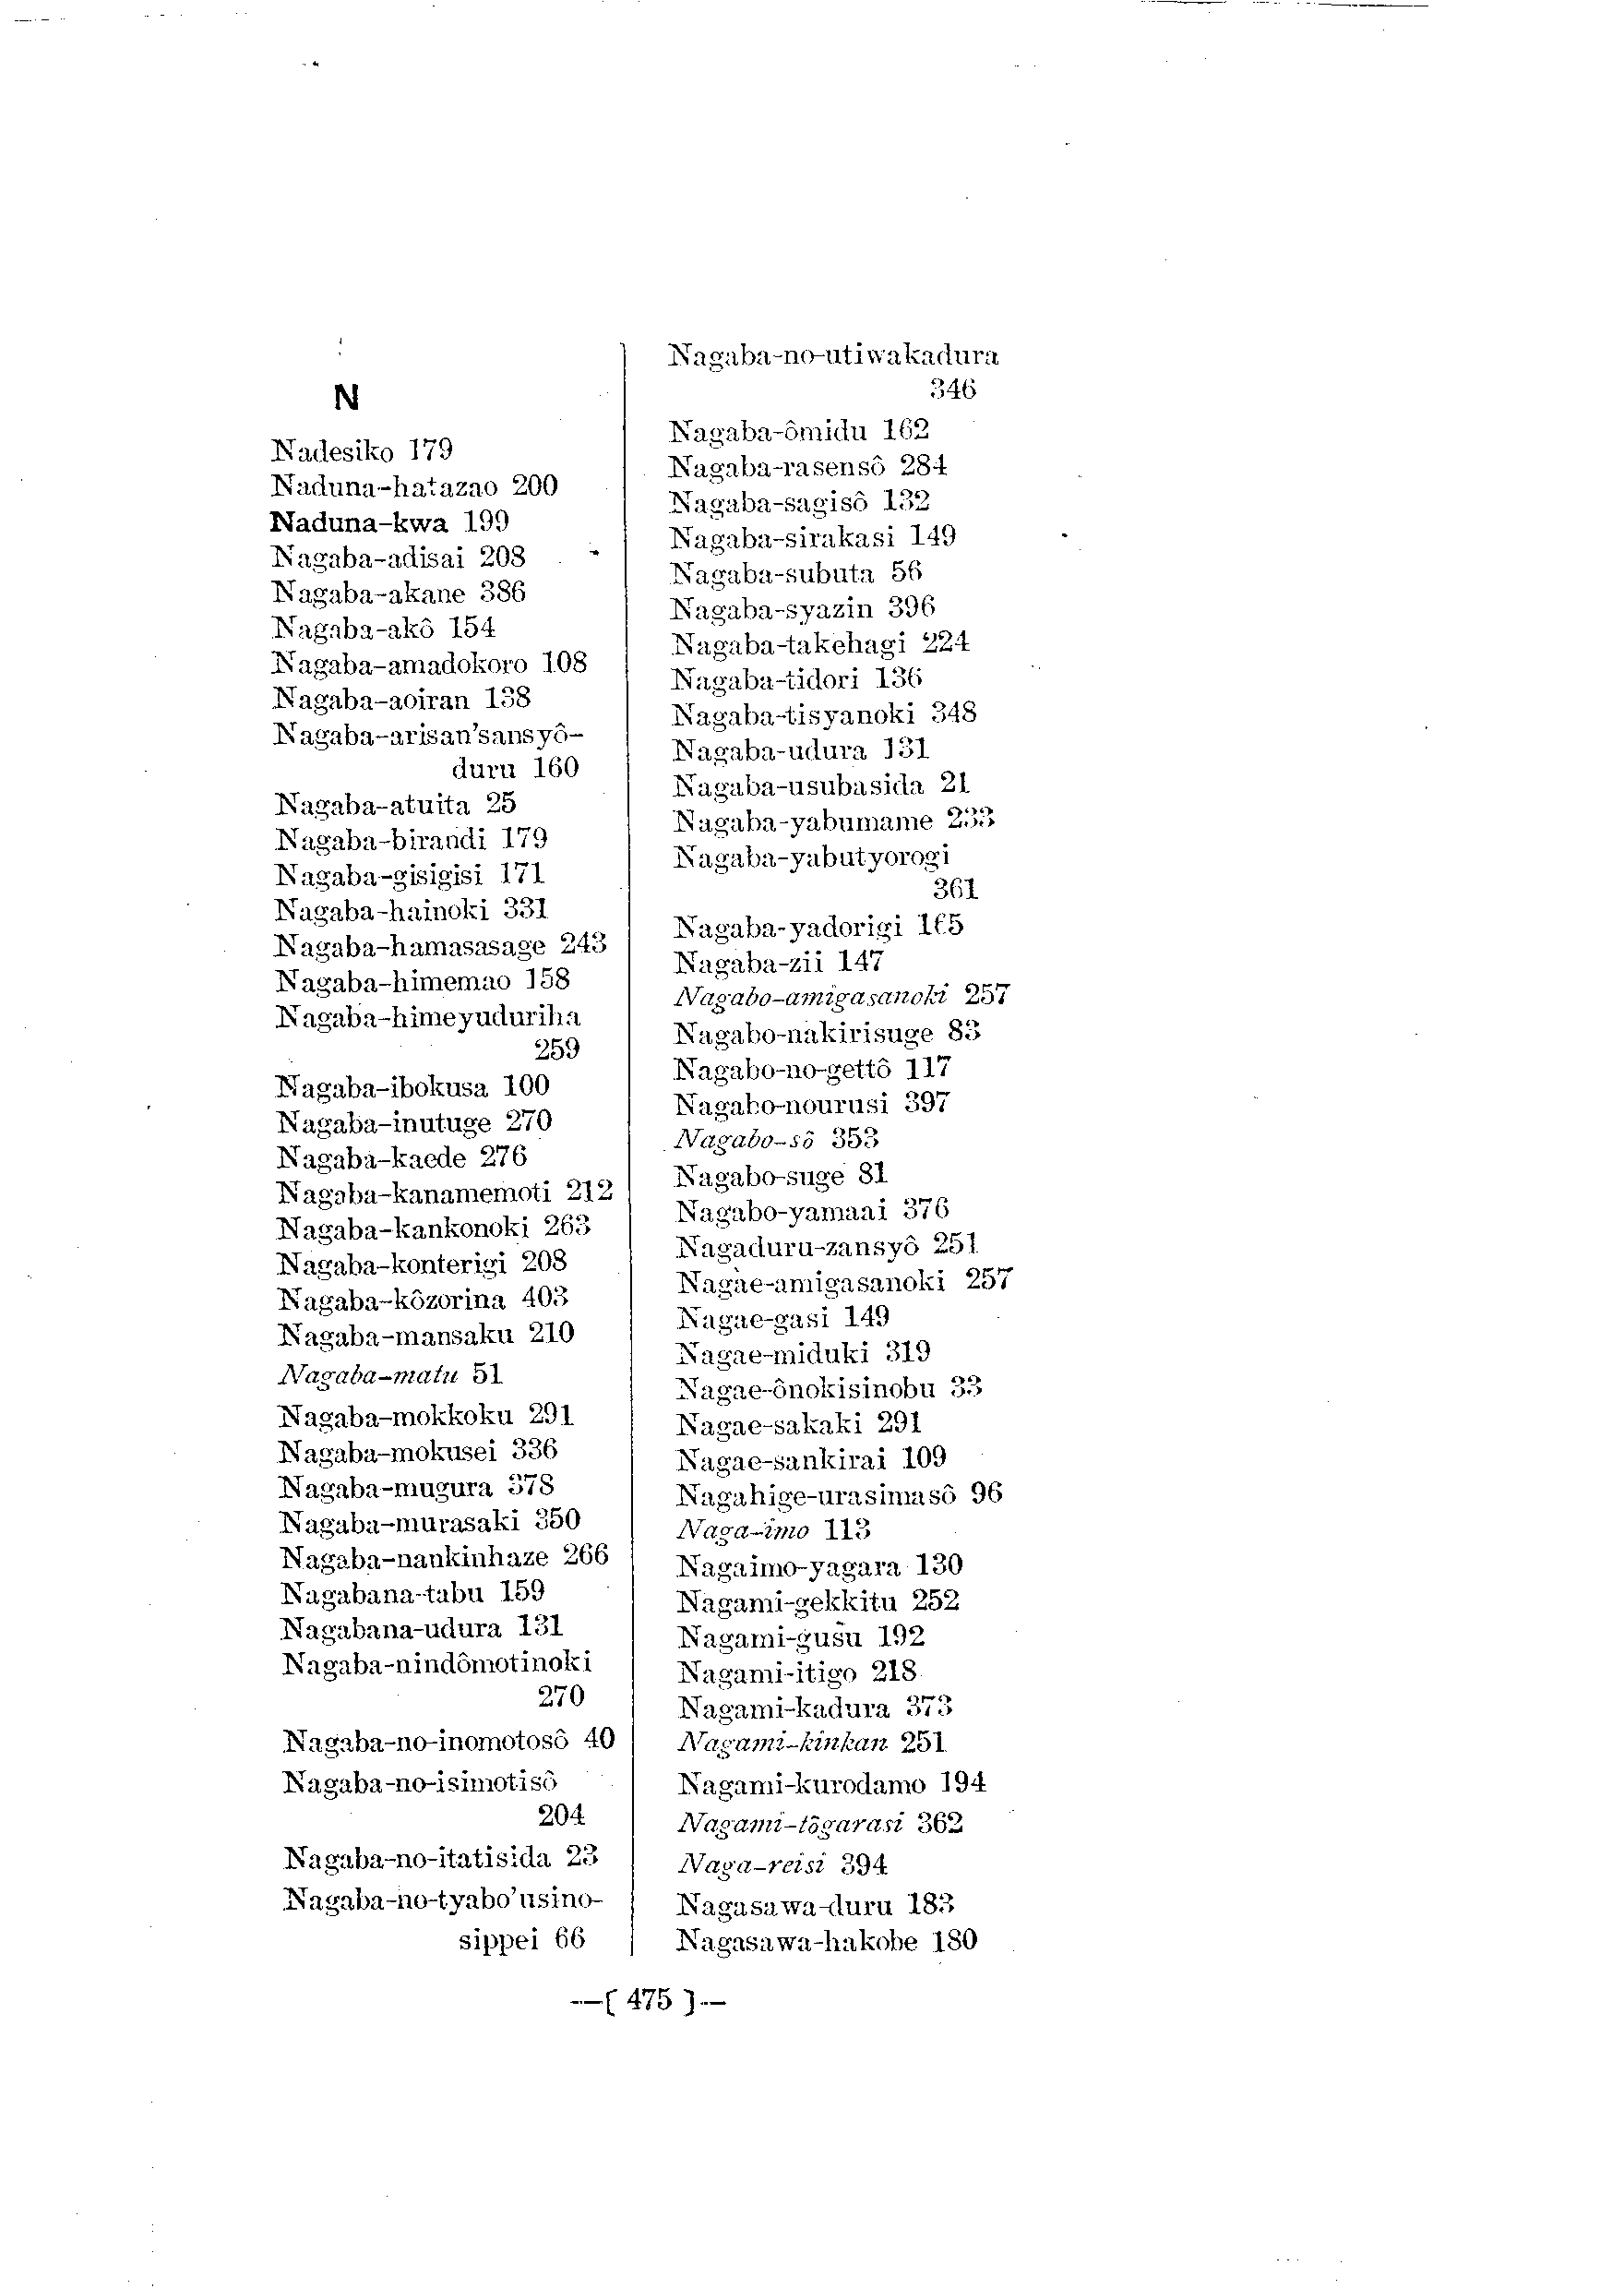 N
Nadesiko 179
Naduna-hatazao 200
Naduna-kwa 199
Nagaba-adisai 208
Nagaba-akane 386
Nagaba-akô 154
Nagaba-amadokoro 108
Nagaba-aoiran 138
Nagaba-arisan'sansyô-
duru 160
Nagaba-atuita 25
Nagaba-birandi 179
Nagaba-gisigisi 171
Nagaba-hainoki 331
Nagaba-hamasasage 243
Nagaba-himemao 158
Nagaba-himeyuduriha
259
Nagaba-ibokusa 100
Nagaba-inutuge 270
Nagaba-kaede 276
Nagaba-kanamemoti 212
Nagaba-kankonoki 263
Nagaba-konterigi 208
Nagaba-kôzorina 403
Nagaba-mansaku 210
Nagaba-matu 51
Nagaba-mokkoku 291
Nagaba-mokusei 336
Nagaba-mugura 378
Nagaba-murasaki 350
Nagaba-nankinhaze 266
Nagabana-tabu 159
Nagabana-udura 131
Nagaba-nindômotinoki
270
Nagaba-no-inomotosô 40
Nagaba-no-isimotisô
204
Nagaba-no-itatisida 23
Nagaba-no-tyabo'usino-
sippei 66
Nagaba-no-utiwakadura
346
Nagaba-ômidu 162
Nagaba-rasensô 284
Nagaba-sagisô 132
Nagaba-sirakasi 149
Nagaba-subuta 56
Nagaba-syazin 396
Nagaba-takehagi 224
Nagaba-tidori 136
Nagaba-tisyanoki 348
Nagaba-udura 131
Nagaba-usubasida 21
Nagaba-yabumame 233
Nagaba-yabutyorogi
361
Nagaba-yadorigi 165
Nagaba-zii 147
Nagabo-amigasanoki 257
Nagabo-nakirisuge 83
Nagabo-no-gettô 117
Nagabo-nourusi 397
Nagabo-sô 353
Nagabo-suge 81
Nagabo-yamaai 376
Nagaduru-zansyô 251
Nagae-amigasanoki 257
Nagae-gasi 149
Nagae-miduki 319
Nagae-ônokisinobu 33
Nagae-sakaki 291
Nagae-sankirai 109
Nagahige-urasimasô 96
Naga-imo 113
Nagaimo-yagara 130
Nagami-gekkitu 252
Nagami-gusu 192
Nagami-itigo 218
Nagami-kadura 373
Nagami-kinkan 251
Nagami-kurodamo 194
Nagami-tôgarasi 362
Naga-reisi 394
Nagasawa-duru 183
Nagasawa-hakobe 180
—( 475 )—